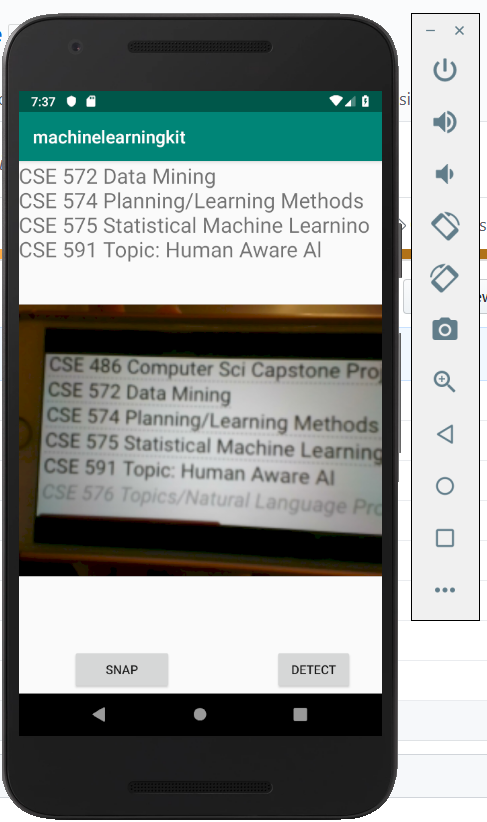 7:37
machinelearningkit
CSE 572 Data Mining
CSE 574 Planning/Learning Methods
CSE 575 Statistical Machine Learnino
CSE 591 Topic: Human Aware Al
CSE 486 Computer Sci Capstone Pro
CSE 572 Data Mining
CSE 574 Planning/Learning Methods
CSE 575 Statistical Machine Learning
CSE 591 Topic: Human Aware AI
CSE 576 Topics/Natural Language Pro
SNAP
DETECT